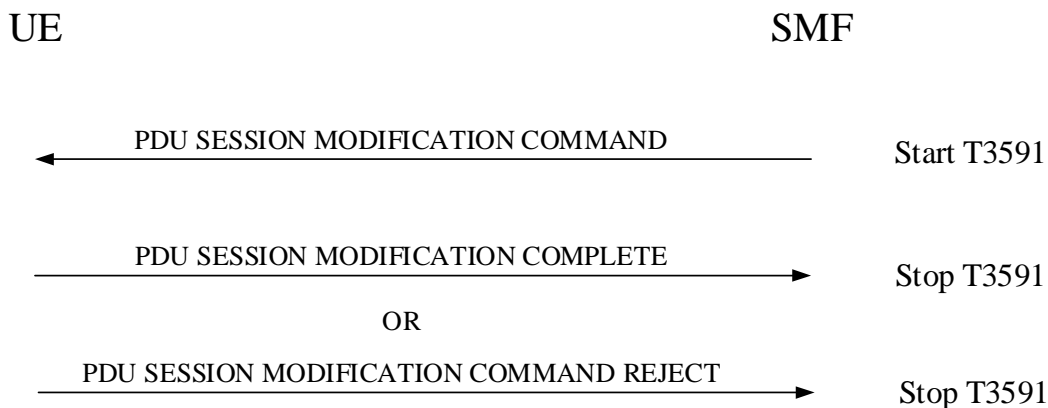 UE SMF
PDU SESSION MODIFICATION COMMAND Start T3591
PDU SESSION MODIFICATION COMPLETE Stop T3591
OR
PDU SESSION MODIFICATION COMMAND REJECT Stop T3591